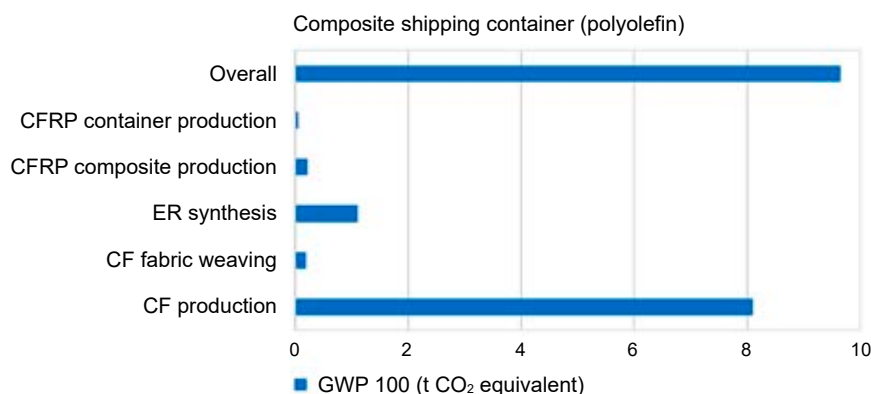 Composite shipping container (polyolefin)
Overall
CFRP container production
CFRP composite production
ER synthesis
CF fabric weaving
CF production
0 2 4 6 8 10
GWP 100 (t CO₂ equivalent)